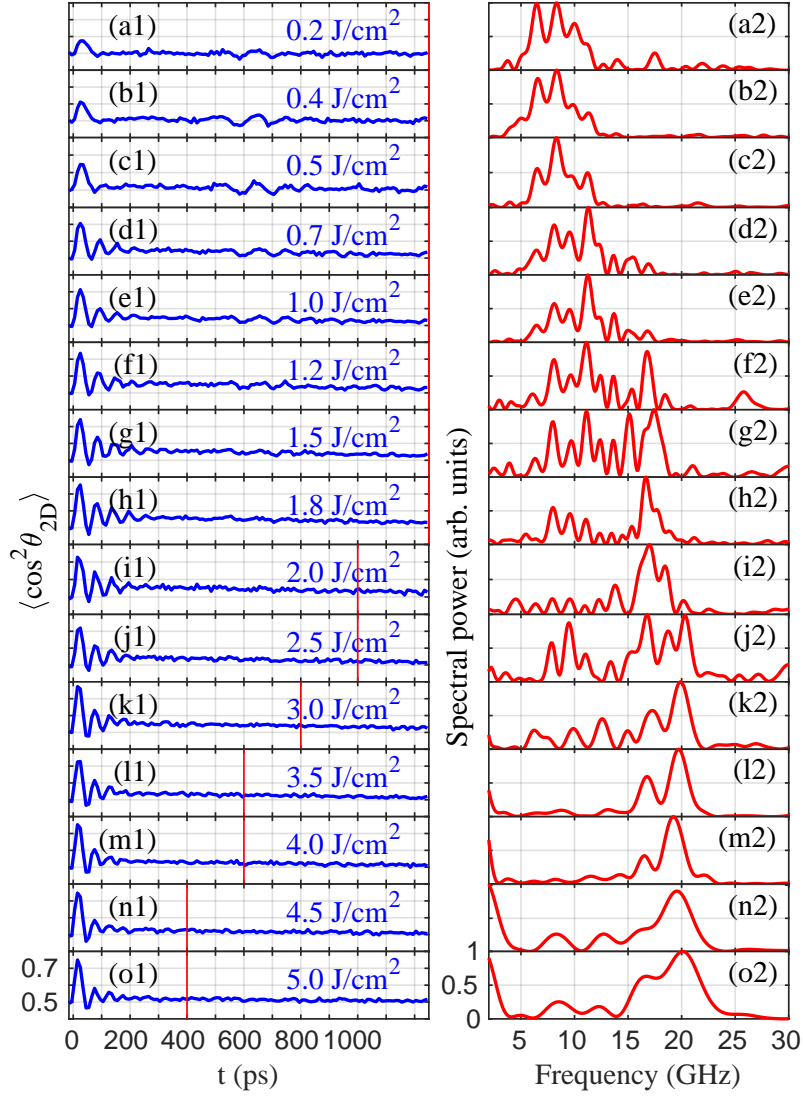 (a1) 0.2 J/cm² (a2)
(b1) 0.4 J/cm² (b2)
(c1) 0.5 J/cm² (c2)
(d1) 0.7 J/cm² (d2)
(e1) 1.0 J/cm² (e2)
(f1) 1.2 J/cm² (f2)
(g1) 1.5 J/cm² (g2)
(h1) 1.8 J/cm² (h2)
(i1) 2.0 J/cm² (i2)
(j1) 2.5 J/cm² (j2)
(k1) 3.0 J/cm² (k2)
(l1) 3.5 J/cm² (l2)
(m1) 4.0 J/cm² (m2)
(n1) 4.5 J/cm² (n2)
(o1) 5.0 J/cm² (o2)
⟨cos²θ₂D⟩
0.7
0.5
0 200 400 600 800 1000
t (ps)
Spectral power (arb. units)
1
0.5
0
5 10 15 20 25 30
Frequency (GHz)